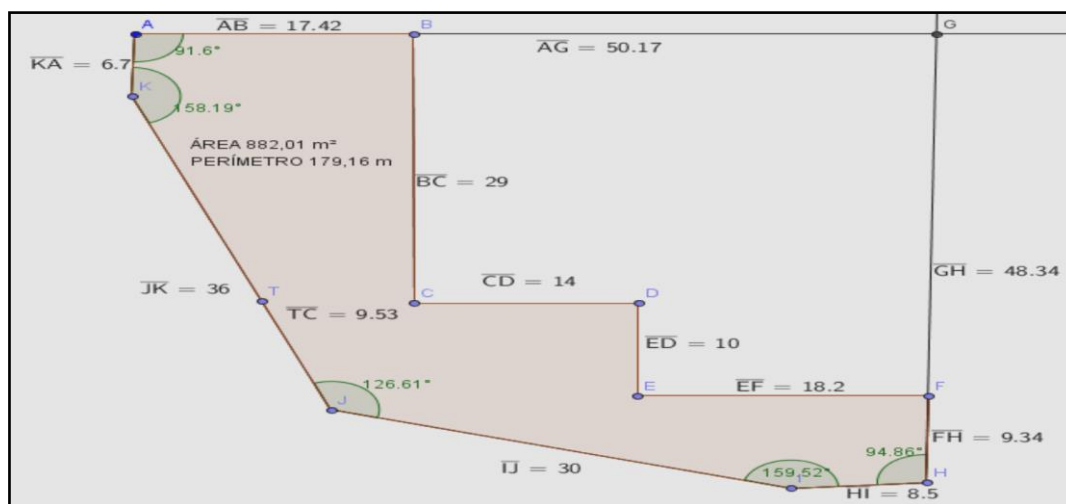 A
AB = 17.42
B
G
AG = 50.17
91.6°
KA = 6.7
K
158.19°
ÁREA 882,01 m²
PERÍMETRO 179,16 m
BC = 29
CD = 14
GH = 48.34
JK = 36
T
TC = 9.53
C
D
ED = 10
126.61°
EF = 18.2
E
F
J
FH = 9.34
94.86°
IJ = 30
159.52°
I
H
HI = 8.5